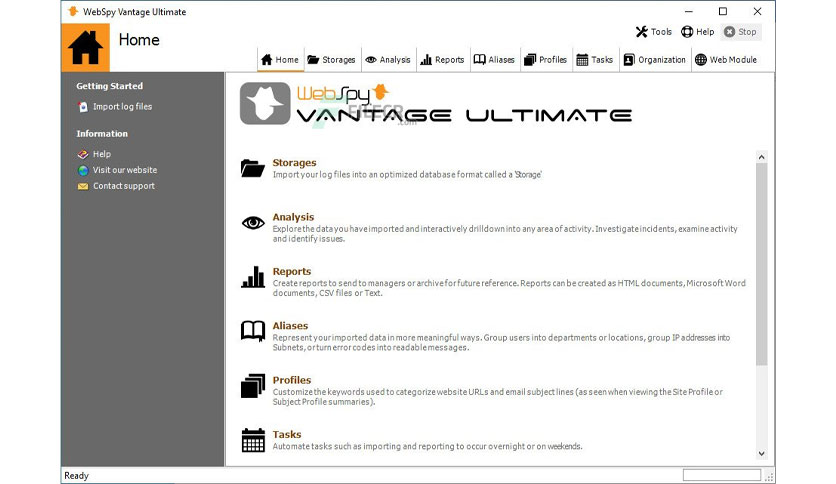 WebSpy Vantage Ultimate
Home
Tools Help Stop
Home Storages Analysis Reports Aliases Profiles Tasks Organization Web Module
Getting Started
Import log files
Information
Help
Visit our website
Contact support
WebSpy
VANTAGE ULTIMATE
FILECR
.com
Storages
Import your log files into an optimized database format called a 'Storage'
Analysis
Explore the data you have imported and interactively drilldown into any area of activity. Investigate incidents, examine activity
and identify issues.
Reports
Create reports to send to managers or archive for future reference. Reports can be created as HTML documents, Microsoft Word
documents, CSV files or Text.
Aliases
Represent your imported data in more meaningful ways. Group users into departments or locations, group IP addresses into
Subnets, or turn error codes into readable messages.
Profiles
Customize the keywords used to categorize website URLs and email subject lines (as seen when viewing the Site Profile or
Subject Profile summaries).
Tasks
Automate tasks such as importing and reporting to occur overnight or on weekends.
Ready